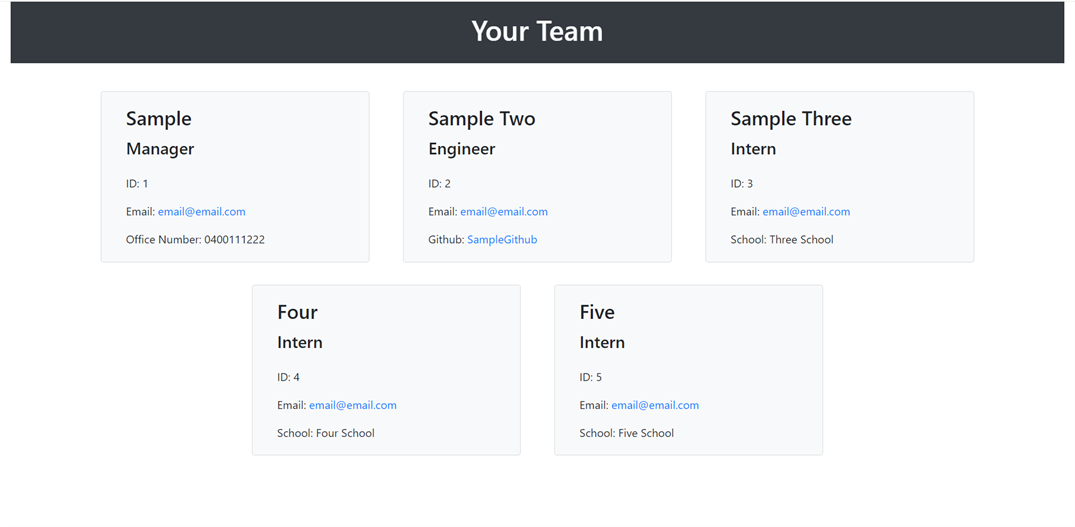 Your Team
Sample
Manager
ID: 1
Email: email@email.com
Office Number: 0400111222
Sample Two
Engineer
ID: 2
Email: email@email.com
Github: SampleGithub
Sample Three
Intern
ID: 3
Email: email@email.com
School: Three School
Four
Intern
ID: 4
Email: email@email.com
School: Four School
Five
Intern
ID: 5
Email: email@email.com
School: Five School